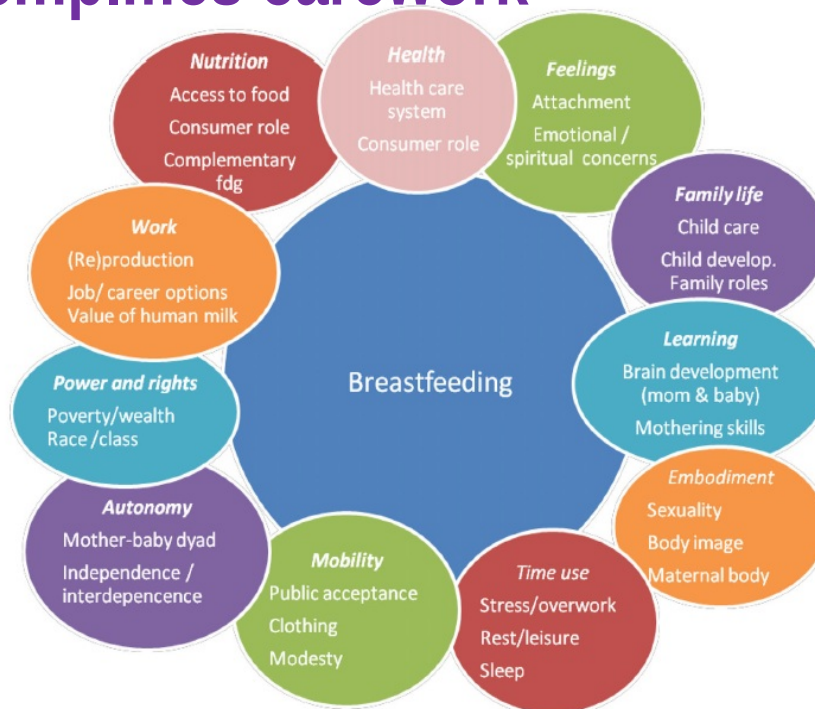 Health
Health care
system
Consumer role
Feelings
Attachment
Emotional /
spiritual concerns
Family life
Child care
Child develop.
Family roles
Learning
Brain development
(mom & baby)
Mothering skills
Embodiment
Sexuality
Body image
Maternal body
Time use
Stress/overwork
Rest/leisure
Sleep
Mobility
Public acceptance
Clothing
Modesty
Autonomy
Mother-baby dyad
Independence /
interdepencence
Power and rights
Poverty/wealth
Race /class
Work
(Re)production
Job/ career options
Value of human milk
Nutrition
Access to food
Consumer role
Complementary
fdg
Breastfeeding